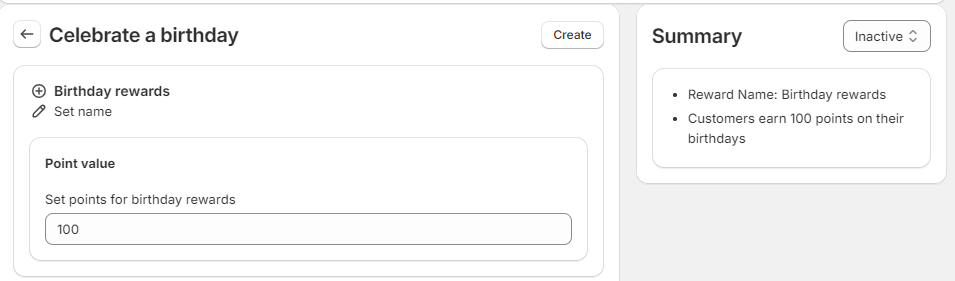 Celebrate a birthday
Create
Birthday rewards
Set name
Point value
Set points for birthday rewards
100
Summary
Inactive
Reward Name: Birthday rewards
Customers earn 100 points on their
birthdays